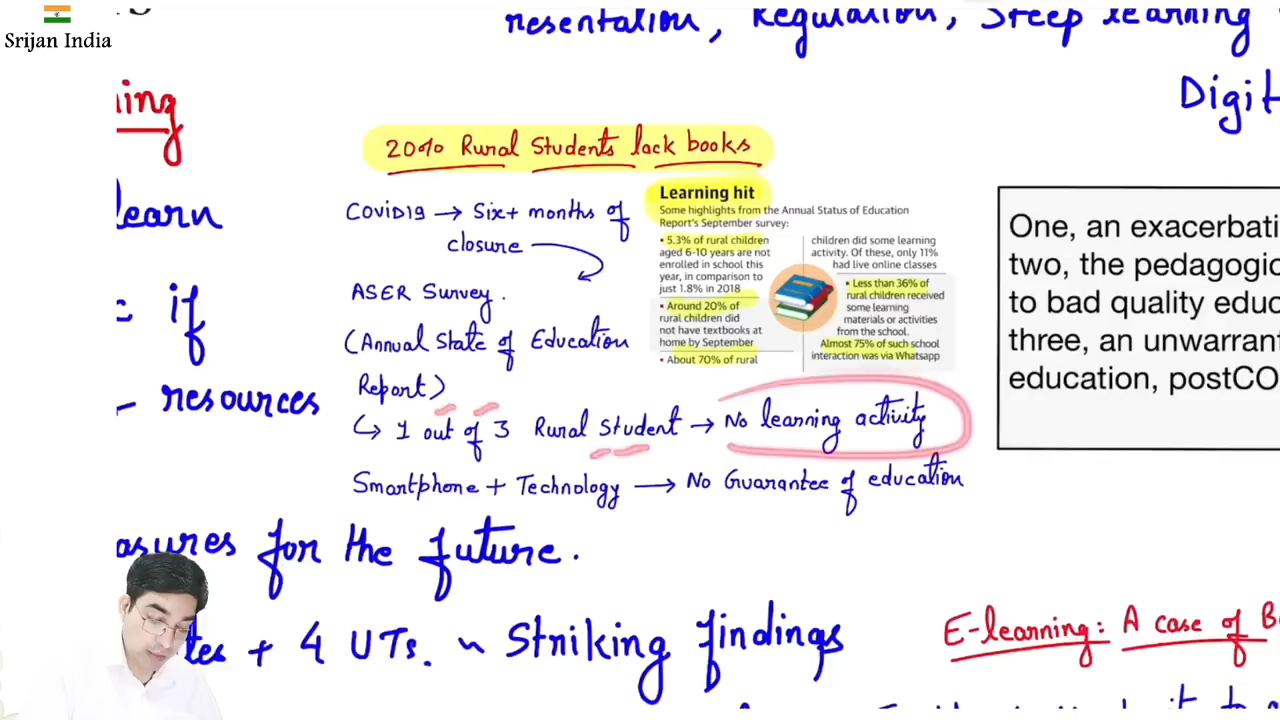 Srijan India
resentation, Regulation, Steep learning
ning
Digit
20% Rural Students lack books
learn
COVID19 → Six+ months of
closure
ASER Survey.
(Annual State of Education
Report)
↳ 1 out of 3 Rural Student → No learning activity
Smartphone + Technology → No Guarantee of education
Learning hit
Some highlights from the Annual Status of Education
Report's September survey:
• 5.3% of rural children
aged 6-10 years are not
enrolled in school this
year, in comparison to
just 1.8% in 2018
• Around 20% of
rural children did
not have textbooks at
home by September
• About 70% of rural
children did some learning
activity. Of these, only 11%
had live online classes
• Less than 36% of
rural children received
some learning
materials or activities
from the school.
Almost 75% of such school
interaction was via Whatsapp
if
resources
One, an exacerbati
two, the pedagogic
to bad quality educ
three, an unwarrant
education, postCO
asures for the future.
tes + 4 UTs. ~ Striking findings
E-learning: A case of B